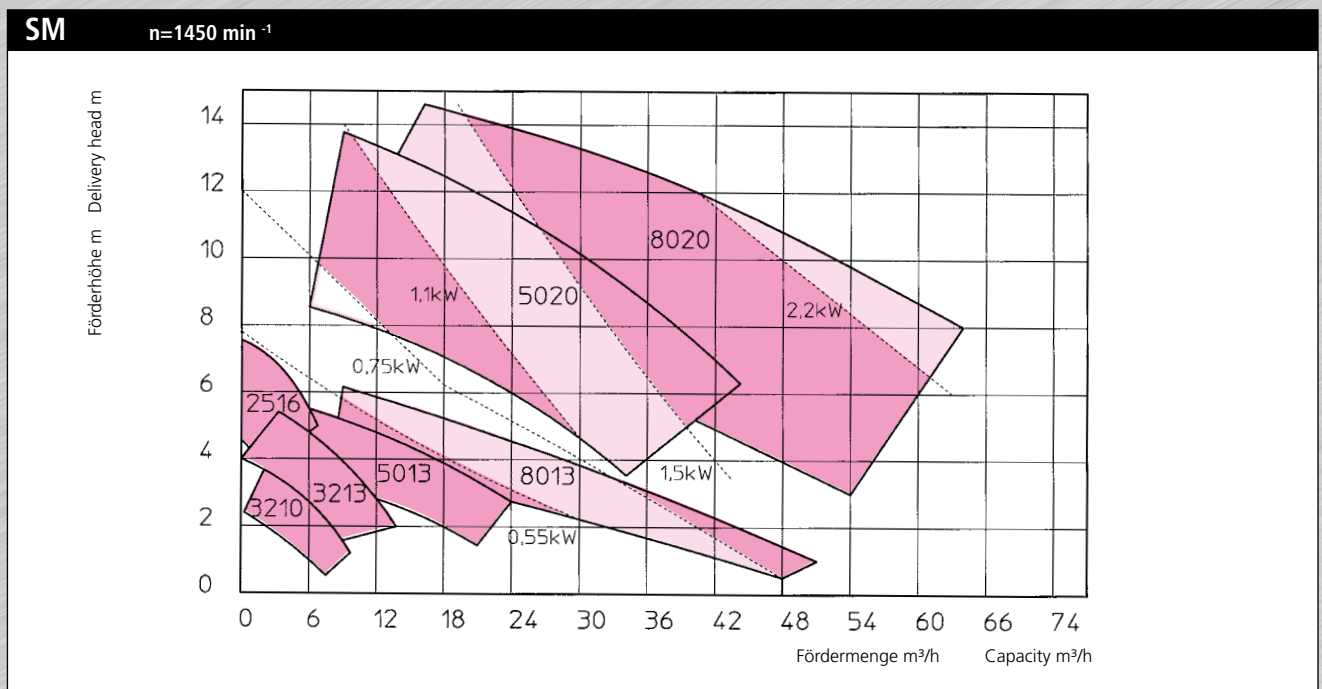 SM n=1450 min -1
Förderhöhe m Delivery head m
14
12
10
8
6
4
2
0
8020
1,1kW
5020
2,2kW
0,75kW
2516
5013
8013
1,5kW
3213
3210
0,55kW
0 6 12 18 24 30 36 42 48 54 60 66 74
Fördermenge m³/h Capacity m³/h